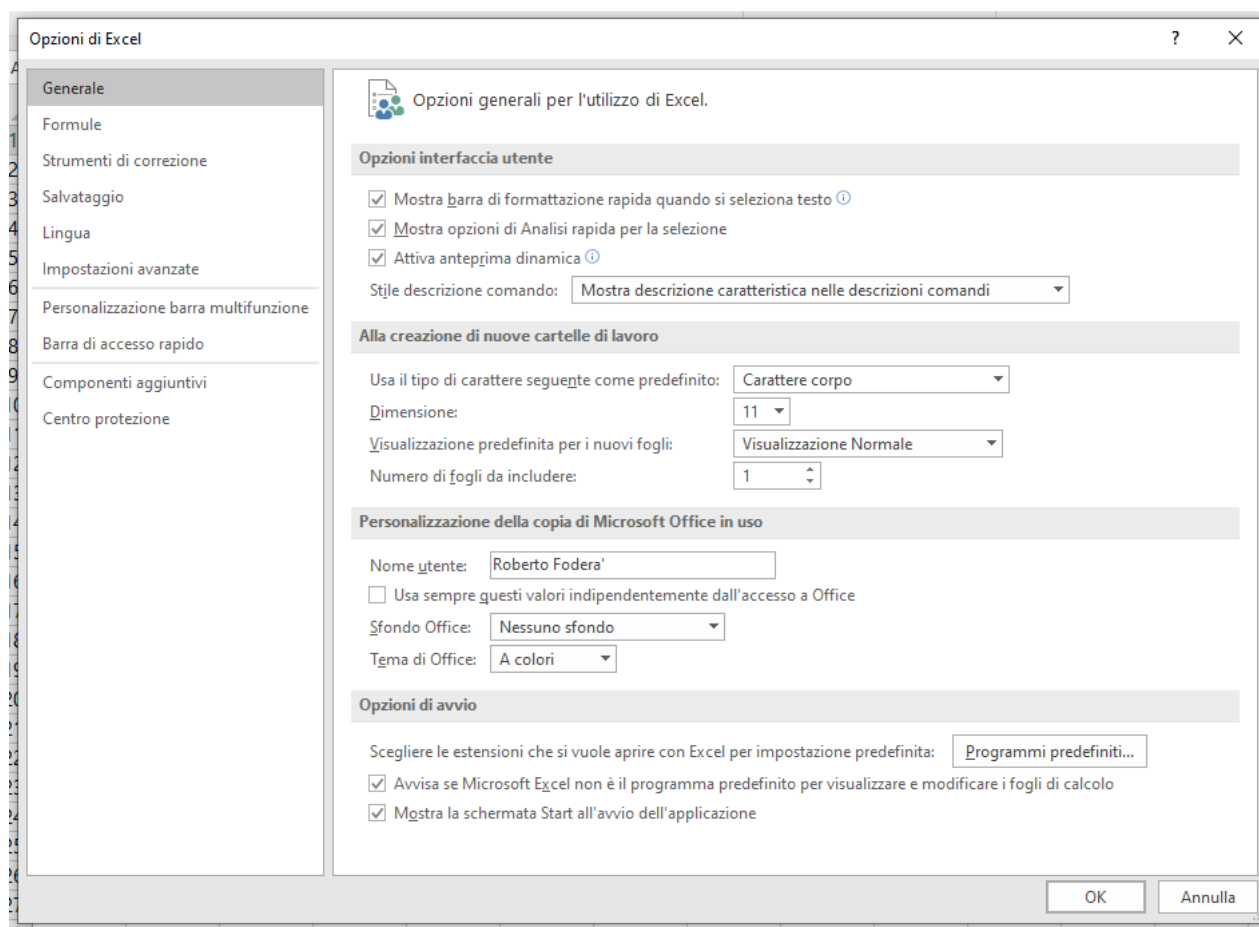 Opzioni di Excel
?
Generale
Formule
Strumenti di correzione
Salvataggio
Lingua
Impostazioni avanzate
Personalizzazione barra multifunzione
Barra di accesso rapido
Componenti aggiuntivi
Centro protezione
Opzioni generali per l'utilizzo di Excel.
Opzioni interfaccia utente
Mostra barra di formattazione rapida quando si seleziona testo
Mostra opzioni di Analisi rapida per la selezione
Attiva anteprima dinamica
Stile descrizione comando: Mostra descrizione caratteristica nelle descrizioni comandi
Alla creazione di nuove cartelle di lavoro
Usa il tipo di carattere seguente come predefinito: Carattere corpo
Dimensione: 11
Visualizzazione predefinita per i nuovi fogli: Visualizzazione Normale
Numero di fogli da includere: 1
Personalizzazione della copia di Microsoft Office in uso
Nome utente: Roberto Fodera'
Usa sempre questi valori indipendentemente dall'accesso a Office
Sfondo Office: Nessuno sfondo
Tema di Office: A colori
Opzioni di avvio
Scegliere le estensioni che si vuole aprire con Excel per impostazione predefinita: Programmi predefiniti...
Avvisa se Microsoft Excel non è il programma predefinito per visualizzare e modificare i fogli di calcolo
Mostra la schermata Start all'avvio dell'applicazione
OK Annulla